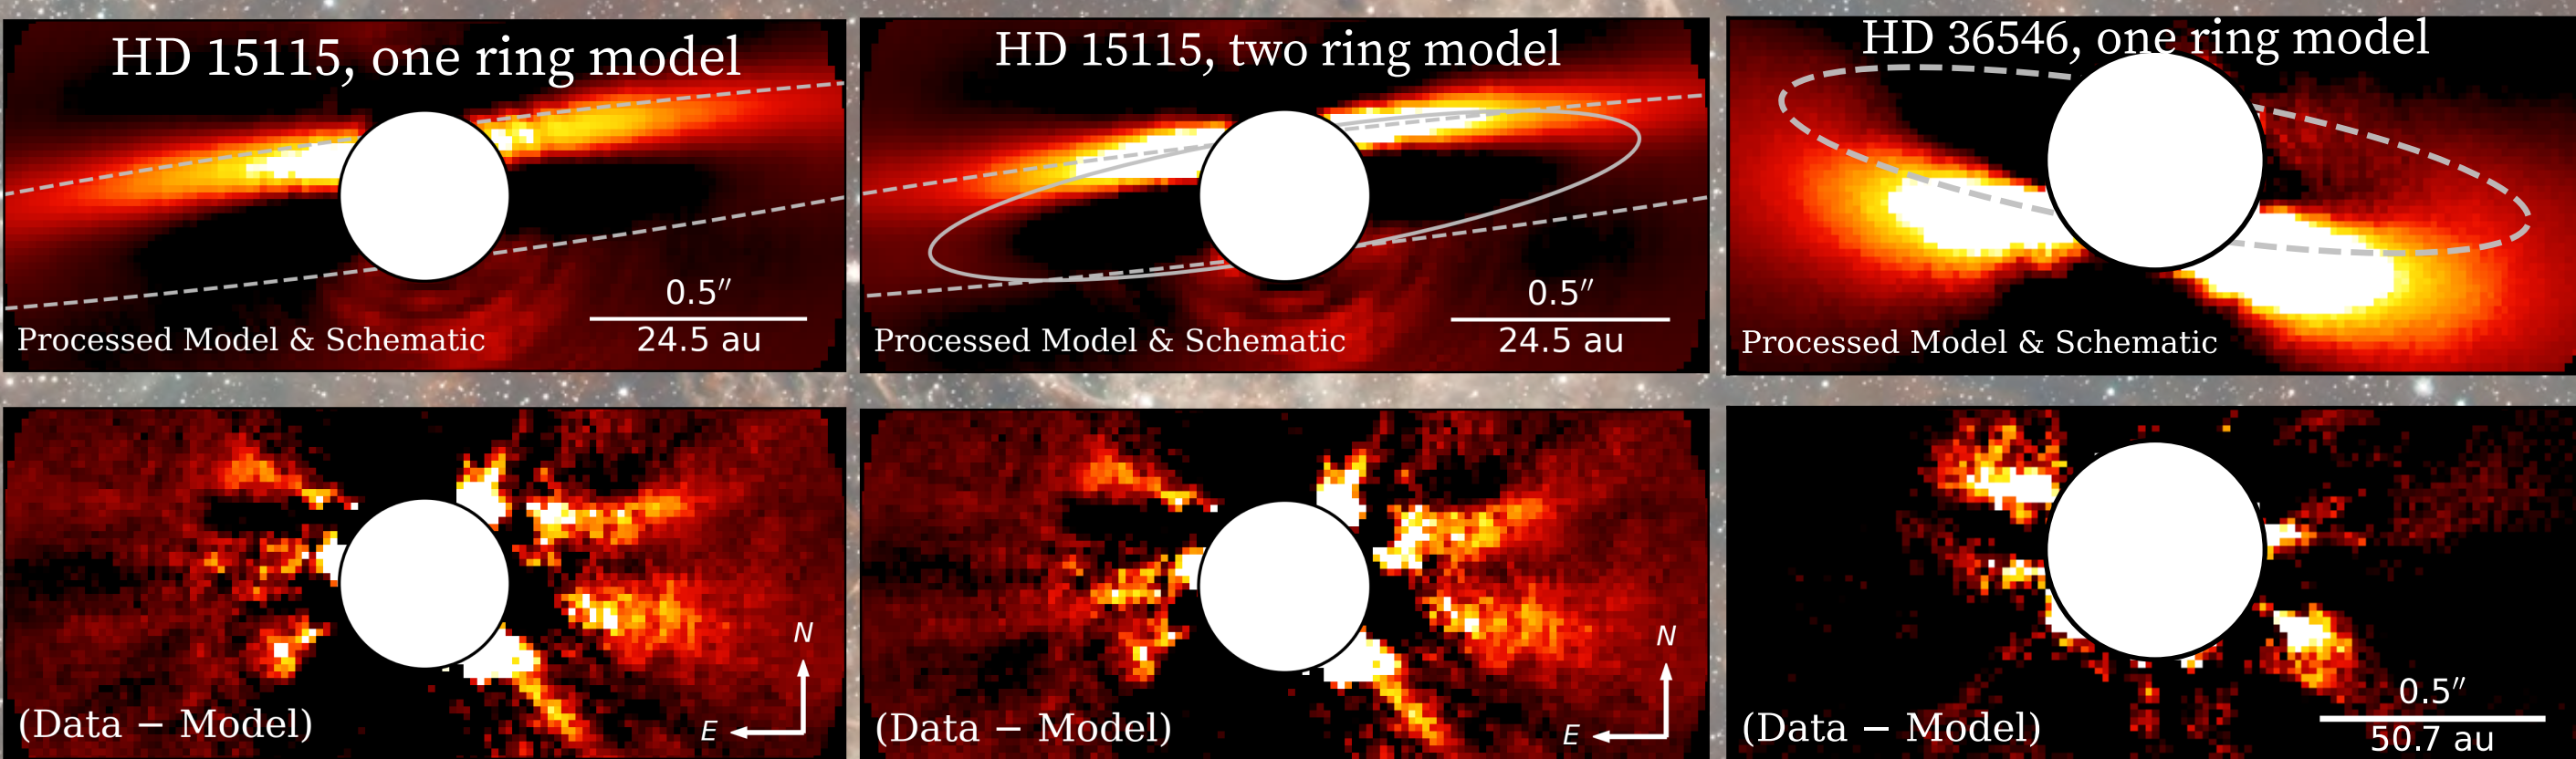 HD 15115, one ring model
0.5″
24.5 au
Processed Model & Schematic
HD 15115, two ring model
0.5″
24.5 au
Processed Model & Schematic
HD 36546, one ring model
Processed Model & Schematic
N
E
(Data − Model)
N
E
(Data − Model)
0.5″
50.7 au
(Data − Model)